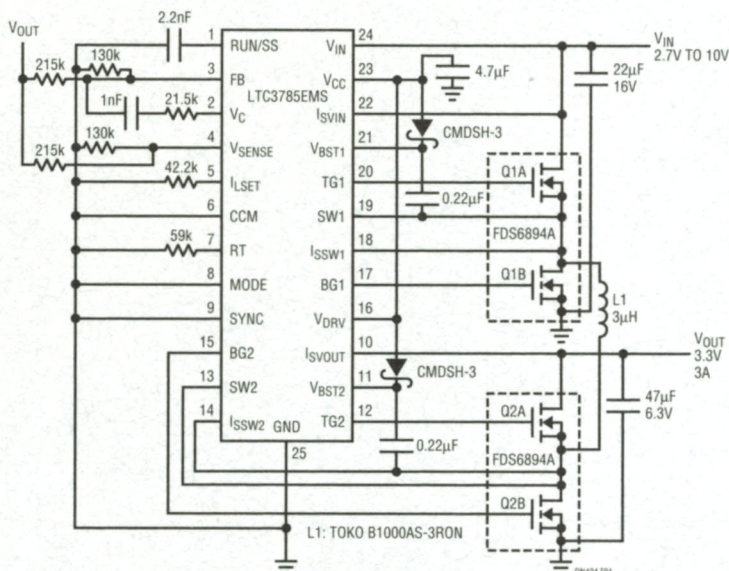 VOUT
2.2nF
1 RUN/SS
VIN 24
VIN
2.7V TO 10V
130k
215k
3 FB
VCC 23
4.7µF
22µF
16V
LTC3785EMS
1nF
21.5k
2 VC
ISVIN 22
CMDSH-3
130k
4 VSENSE
VBST1 21
215k
42.2k
5 ILSET
TG1 20
Q1A
0.22µF
6 CCM
SW1 19
FDS6894A
59k
7 RT
ISSW1 18
8 MODE
BG1 17
Q1B
L1
3µH
9 SYNC
VDRV 16
15 BG2
ISVOUT 10
VOUT
3.3V
3A
CMDSH-3
13 SW2
VBST2 11
47µF
6.3V
14 ISSW2
GND
TG2 12
Q2A
25
0.22µF
FDS6894A
Q2B
L1: TOKO B1000AS-3RON